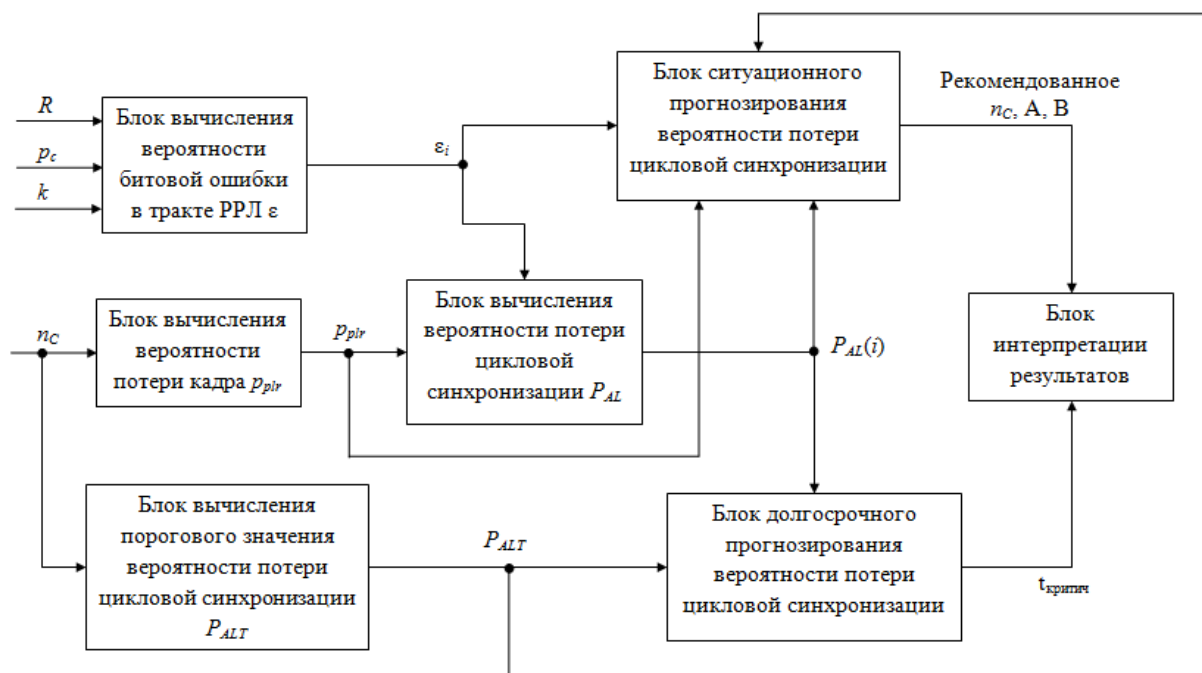 R
p_c
k
Блок вычисления
вероятности
битовой ошибки
в тракте РРЛ ε
ε_i
Блок ситуационного
прогнозирования
вероятности потери
цикловой синхронизации
Рекомендованное
n_C, A, B
n_C
Блок вычисления
вероятности
потери кадра p_plr
p_plr
Блок вычисления
вероятности потери
цикловой
синхронизации P_AL
P_AL(i)
Блок
интерпретации
результатов
Блок вычисления
порогового значения
вероятности потери
цикловой синхронизации
P_ALT
P_ALT
Блок долгосрочного
прогнозирования
вероятности потери
цикловой синхронизации
t_критич